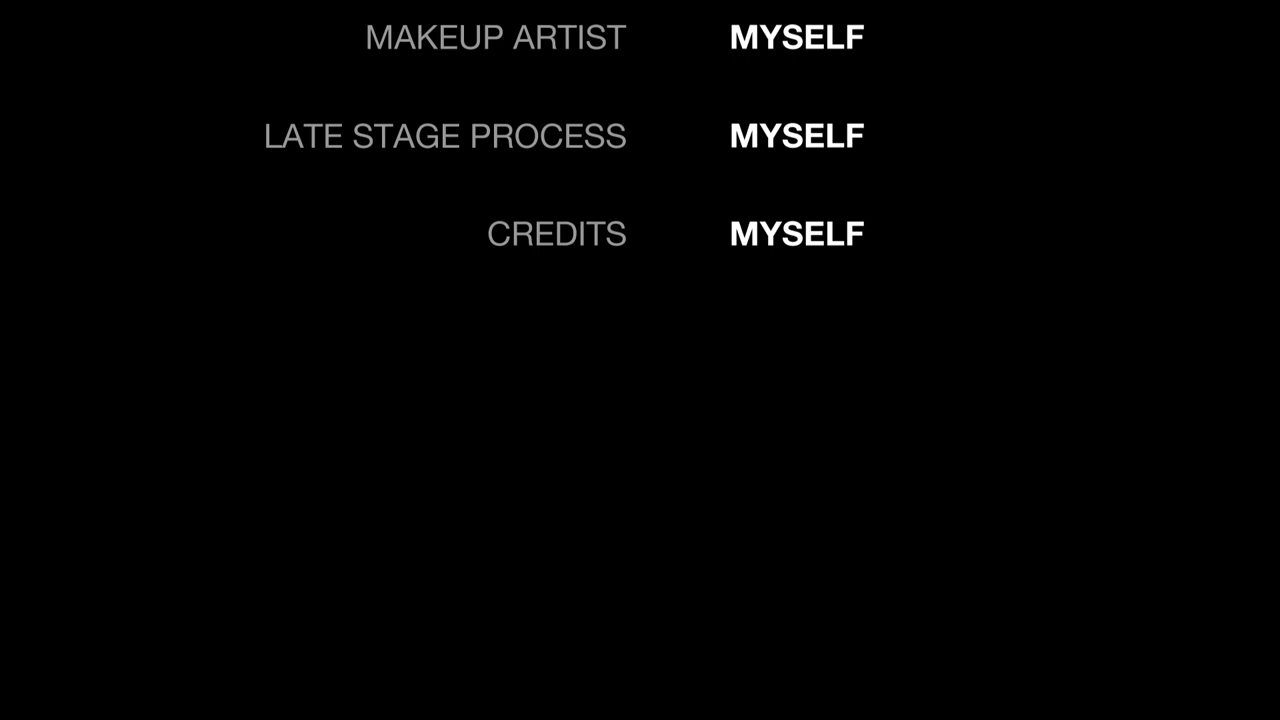 MAKEUP ARTIST MYSELF
LATE STAGE PROCESS MYSELF
CREDITS MYSELF